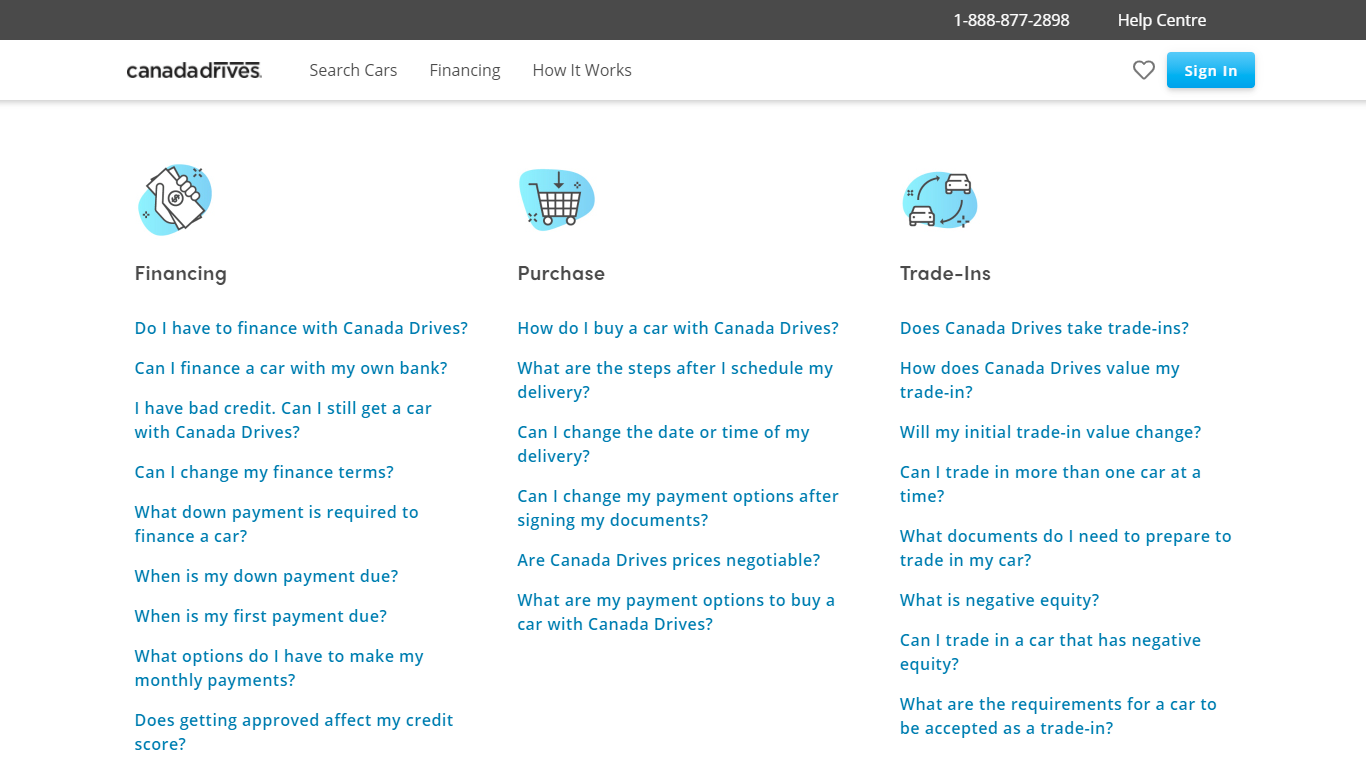 1-888-877-2898 Help Centre
canadadrives Search Cars Financing How It Works Sign In
Financing
Do I have to finance with Canada Drives?
Can I finance a car with my own bank?
I have bad credit. Can I still get a car
with Canada Drives?
Can I change my finance terms?
What down payment is required to
finance a car?
When is my down payment due?
When is my first payment due?
What options do I have to make my
monthly payments?
Does getting approved affect my credit
score?
Purchase
How do I buy a car with Canada Drives?
What are the steps after I schedule my
delivery?
Can I change the date or time of my
delivery?
Can I change my payment options after
signing my documents?
Are Canada Drives prices negotiable?
What are my payment options to buy a
car with Canada Drives?
Trade-Ins
Does Canada Drives take trade-ins?
How does Canada Drives value my
trade-in?
Will my initial trade-in value change?
Can I trade in more than one car at a
time?
What documents do I need to prepare to
trade in my car?
What is negative equity?
Can I trade in a car that has negative
equity?
What are the requirements for a car to
be accepted as a trade-in?